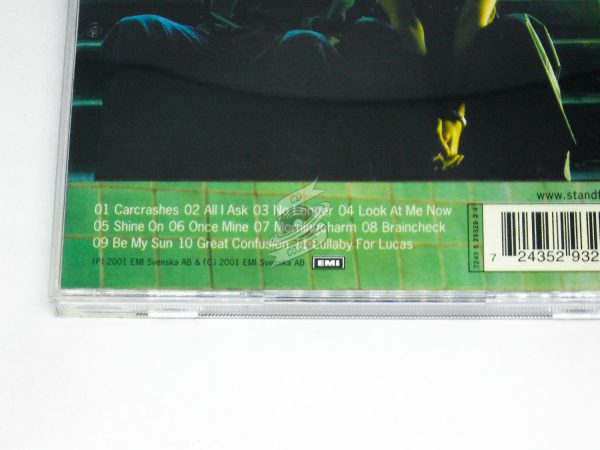 01 Carcrashes 02 All I Ask 03 No Longer 04 Look At Me Now
05 Shine On 06 Once Mine 07 No Timecharm 08 Braincheck
09 Be My Sun 10 Great Confusion 11 Lullaby For Lucas
(P) 2001 EMI Svenska AB & (C) 2001 EMI Svenska AB EMI
www.standf
7 24352 932